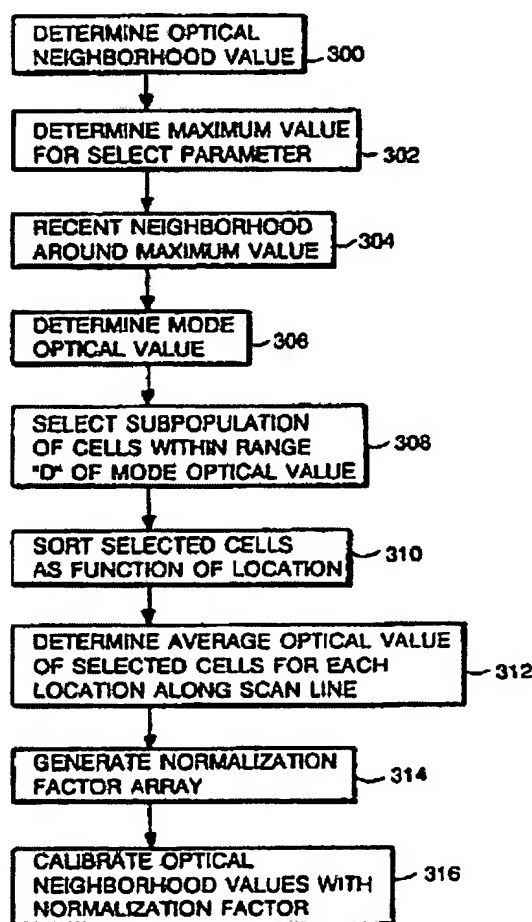 DETERMINE OPTICAL
NEIGHBORHOOD VALUE
300
DETERMINE MAXIMUM VALUE
FOR SELECT PARAMETER
302
RECENT NEIGHBORHOOD
AROUND MAXIMUM VALUE
304
DETERMINE MODE
OPTICAL VALUE
306
SELECT SUBPOPULATION
OF CELLS WITHIN RANGE
"D" OF MODE OPTICAL VALUE
308
SORT SELECTED CELLS
AS FUNCTION OF LOCATION
310
DETERMINE AVERAGE OPTICAL VALUE
OF SELECTED CELLS FOR EACH
LOCATION ALONG SCAN LINE
312
GENERATE NORMALIZATION
FACTOR ARRAY
314
CALIBRATE OPTICAL
NEIGHBORHOOD VALUES WITH
NORMALIZATION FACTOR
316